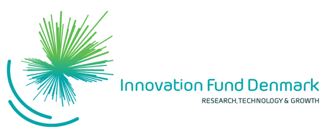 Innovation Fund Denmark
RESEARCH, TECHNOLOGY & GROWTH